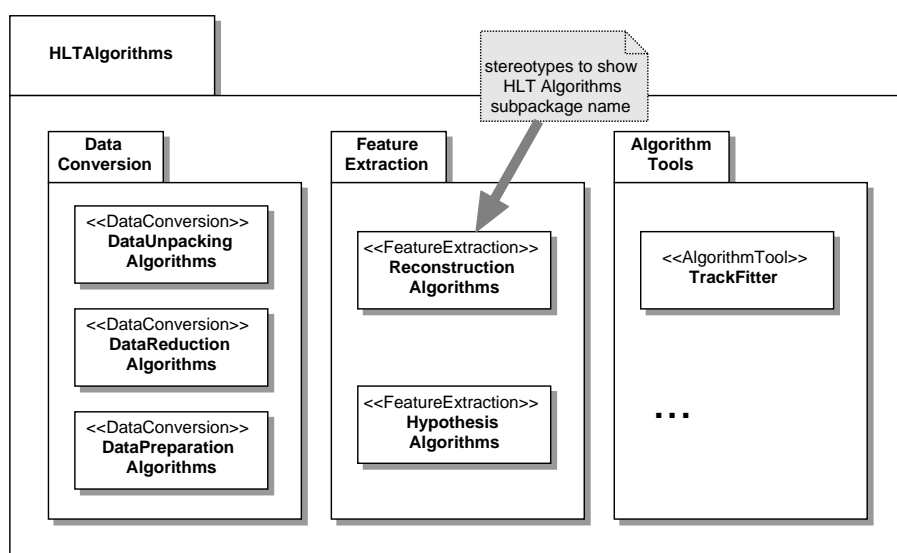 HLTAlgorithms
stereotypes to show
HLT Algorithms
subpackage name
Data
Conversion
<<DataConversion>>
DataUnpacking
Algorithms
<<DataConversion>>
DataReduction
Algorithms
<<DataConversion>>
DataPreparation
Algorithms
Feature
Extraction
<<FeatureExtraction>>
Reconstruction
Algorithms
<<FeatureExtraction>>
Hypothesis
Algorithms
Algorithm
Tools
<<AlgorithmTool>>
TrackFitter
...